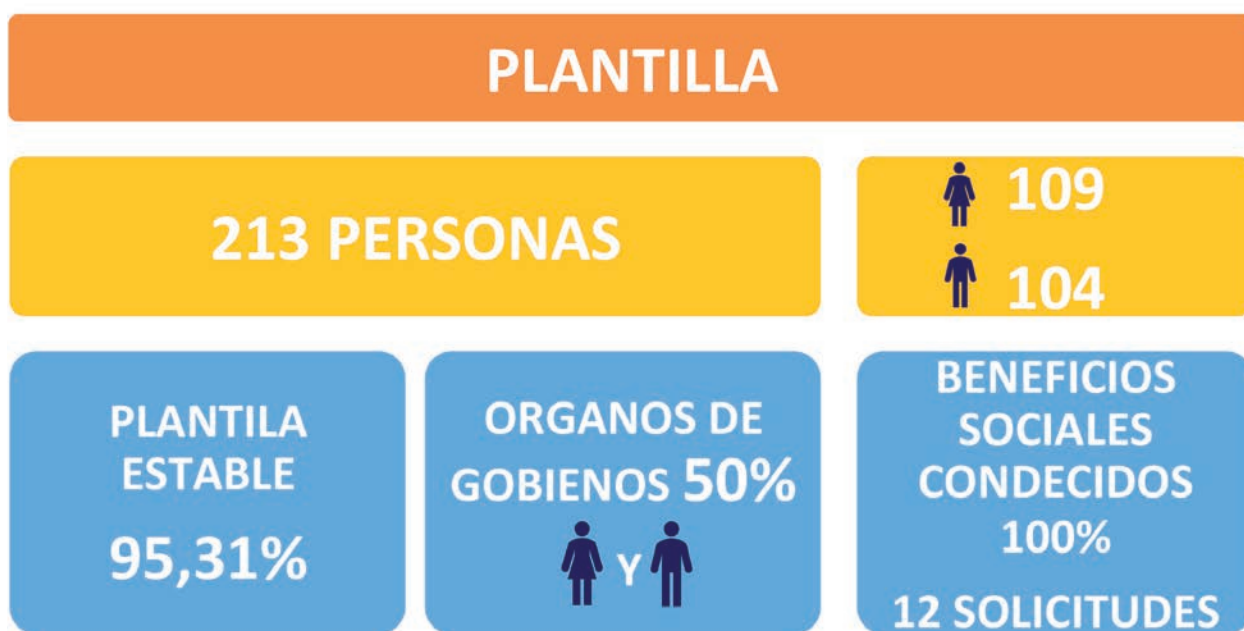 PLANTILLA
213 PERSONAS
109
104
PLANTILA
ESTABLE
95,31%
ORGANOS DE
GOBIENOS 50%
Y
BENEFICIOS
SOCIALES
CONDECIDOS
100%
12 SOLICITUDES